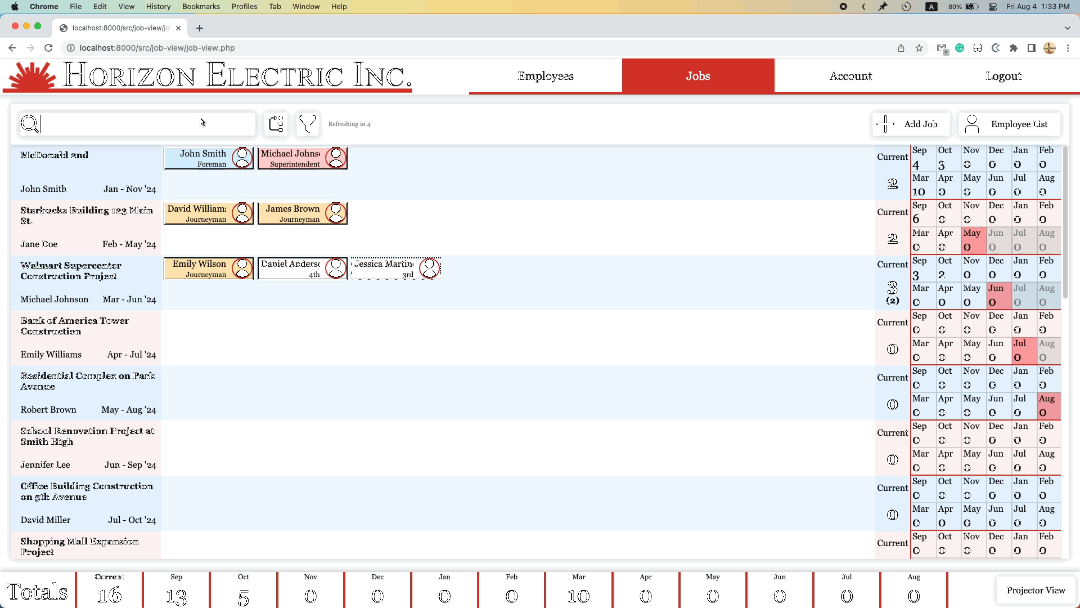 Chrome File Edit View History Bookmarks Profiles Tab Window Help
A 80% Fri Aug 4 1:33 PM
localhost:8000/src/job-view/jo
localhost:8000/src/job-view/job-view.php
Horizon Electric Inc.
Employees Jobs Account Logout
Refreshing in 4
Add Job Employee List
McDonald 2nd
John Smith Jan - Nov '24
John Smith
Foreman
Michael Johns
Superintendent
Current
2
Sep Oct Nov Dec Jan Feb
4 3 0 0 0 0
Mar Apr May Jun Jul Aug
10 0 0 0 0 0
Starbucks Building 123 Main
St.
Jane Doe Feb - May '24
David William
Journeyman
James Brown
Journeyman
Current
2
Sep Oct Nov Dec Jan Feb
6 0 0 0 0 0
Mar Apr May Jun Jul Aug
0 0 0 0 0 0
Walmart Supercenter
Construction Project
Michael Johnson Mar - Jun '24
Emily Wilson
Journeyman
Daniel Anders
4th
Jessica Martin
3rd
Current
3
(2)
Sep Oct Nov Dec Jan Feb
3 2 0 0 0 0
Mar Apr May Jun Jul Aug
0 0 0 0 0 0
Bank of America Tower
Construction
Emily Williams Apr - Jul '24
Current
0
Sep Oct Nov Dec Jan Feb
0 0 0 0 0 0
Mar Apr May Jun Jul Aug
0 0 0 0 0 0
Residential Complex on Park
Avenue
Robert Brown May - Aug '24
Current
0
Sep Oct Nov Dec Jan Feb
0 0 0 0 0 0
Mar Apr May Jun Jul Aug
0 0 0 0 0 0
School Renovation Project at
Smith High
Jennifer Lee Jun - Sep '24
Current
0
Sep Oct Nov Dec Jan Feb
0 0 0 0 0 0
Mar Apr May Jun Jul Aug
0 0 0 0 0 0
Office Building Construction
on 5th Avenue
David Miller Jul - Oct '24
Current
0
Sep Oct Nov Dec Jan Feb
0 0 0 0 0 0
Mar Apr May Jun Jul Aug
0 0 0 0 0 0
Shopping Mall Expansion
Project
Current
Sep Oct Nov Dec Jan Feb
0 0 0 0 0 0
Totals
Current Sep Oct Nov Dec Jan Feb Mar Apr May Jun Jul Aug
16 13 5 0 0 0 0 10 0 0 0 0 0
Projector View